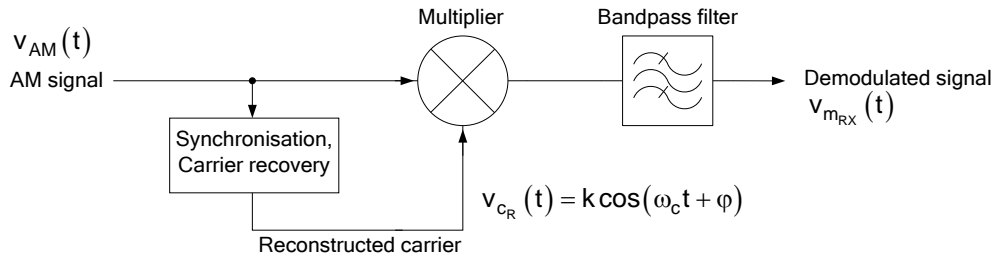 Multiplier
Bandpass filter
v_AM(t)
AM signal
Demodulated signal
v_m_RX(t)
Synchronisation,
Carrier recovery
v_c_R(t) = k cos(ω_c t + φ)
Reconstructed carrier